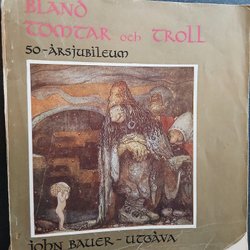 BLAND
TOMTAR och TROLL
50-ÅRSJUBILEUM
JOHN BAUER-UTGÅVA